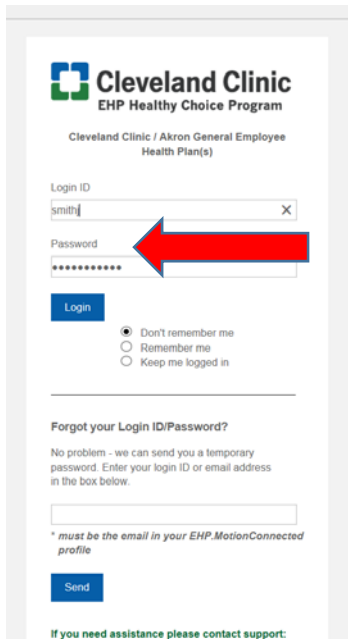 Cleveland Clinic
EHP Healthy Choice Program
Cleveland Clinic / Akron General Employee
Health Plan(s)
Login ID
smithj
Password
•••••••••••
Login
Don't remember me
Remember me
Keep me logged in
Forgot your Login ID/Password?
No problem - we can send you a temporary
password. Enter your login ID or email address
in the box below.
* must be the email in your EHP.MotionConnected
profile
Send
If you need assistance please contact support: